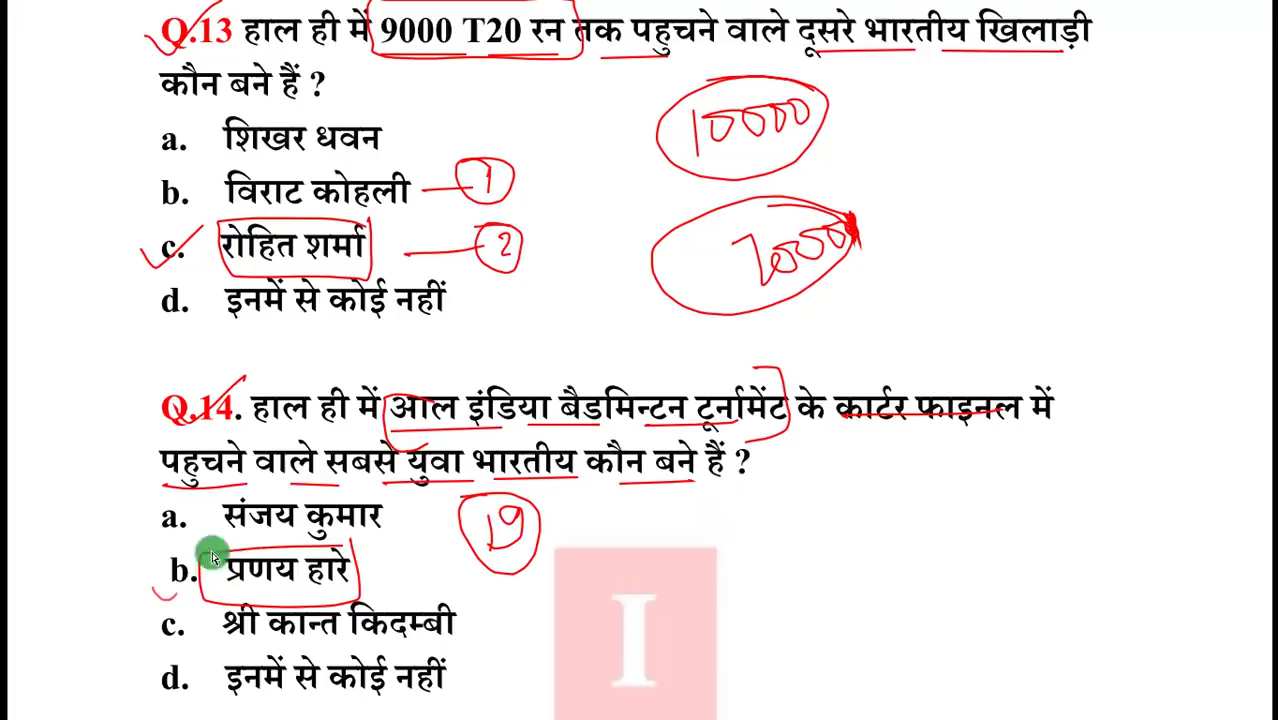 Q.13 हाल ही में 9000 T20 रन तक पहुचने वाले दूसरे भारतीय खिलाड़ी
कौन बने हैं ?
10000
a. शिखर धवन
b. विराट कोहली 1
c. रोहित शर्मा 2
d. इनमें से कोई नहीं
Q.14. हाल ही में आल इंडिया बैडमिन्टन टूर्नामेंट के कार्टर फाइनल में
पहुचने वाले सबसे युवा भारतीय कौन बने हैं ?
a. संजय कुमार 19
b. प्रणय हारे
c. श्री कान्त किदम्बी
d. इनमें से कोई नहीं
I